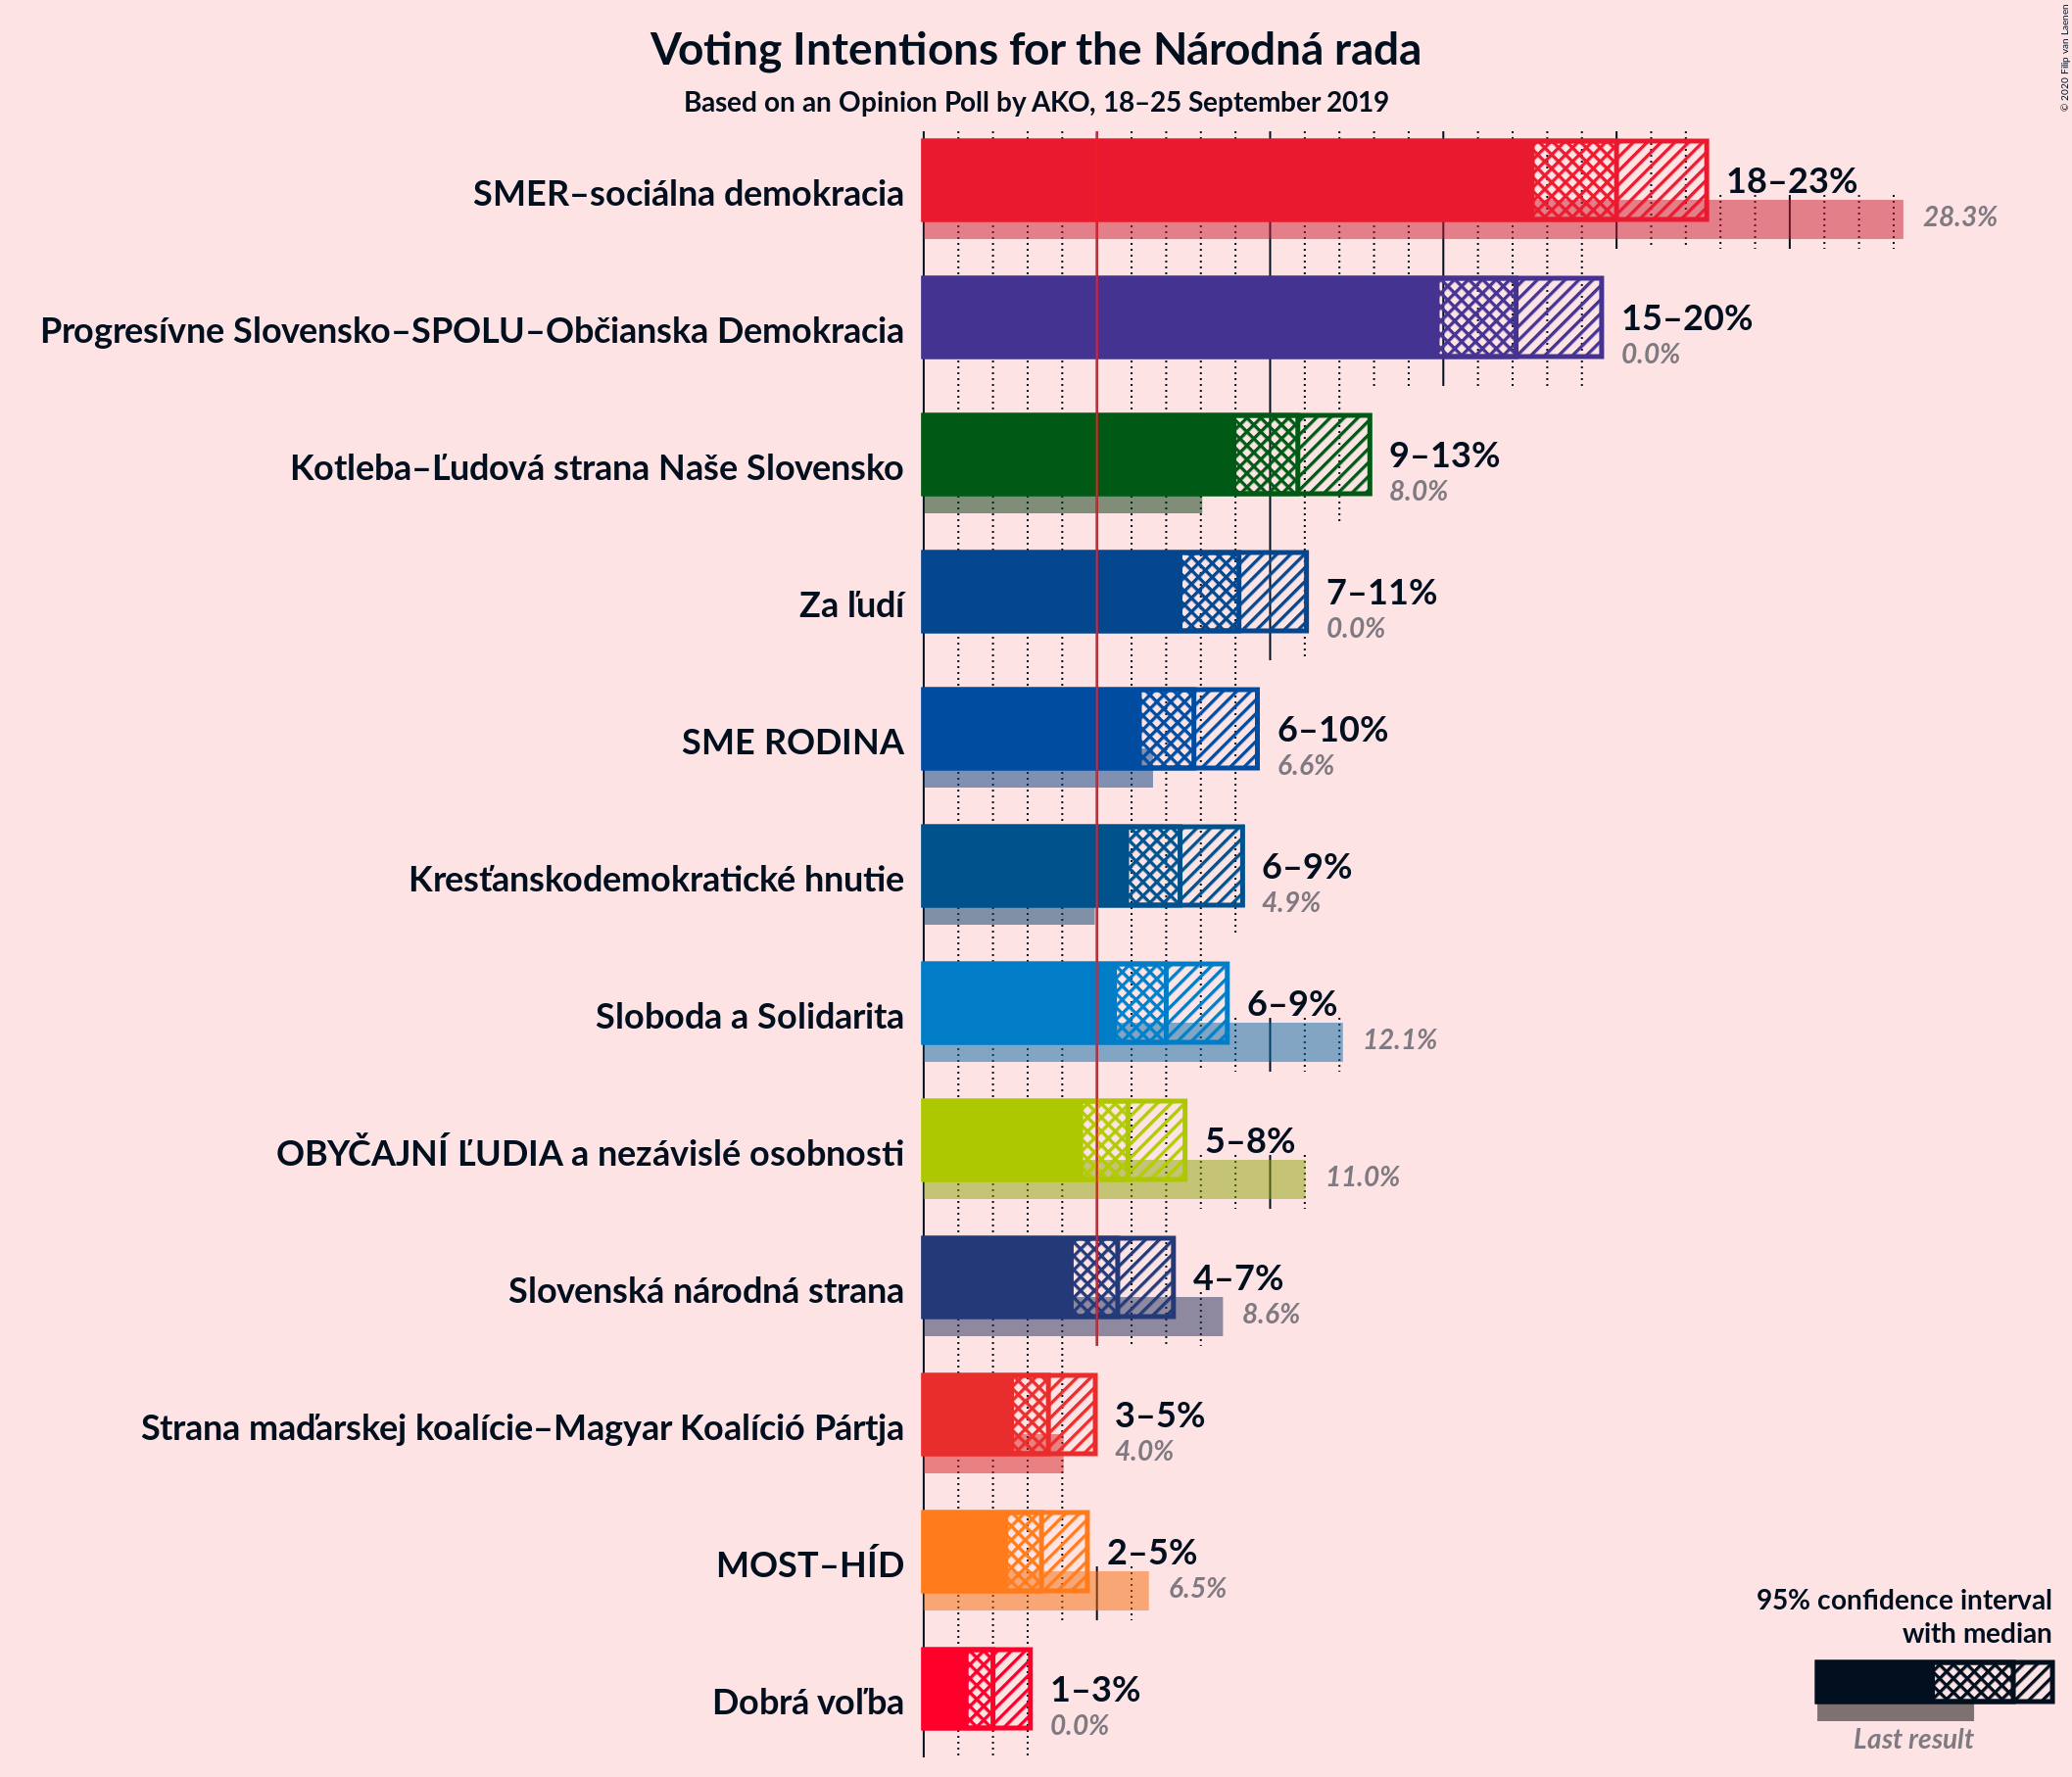 Voting Intentions for the Národná rada
Based on an Opinion Poll by AKO, 18–25 September 2019
© 2020 Filip van Laenen
SMER–sociálna demokracia
18–23%
28.3%
Progresívne Slovensko–SPOLU–Občianska Demokracia
15–20%
0.0%
Kotleba–Ľudová strana Naše Slovensko
9–13%
8.0%
Za ľudí
7–11%
0.0%
SME RODINA
6–10%
6.6%
Kresťanskodemokratické hnutie
6–9%
4.9%
Sloboda a Solidarita
6–9%
12.1%
OBYČAJNÍ ĽUDIA a nezávislé osobnosti
5–8%
11.0%
Slovenská národná strana
4–7%
8.6%
Strana maďarskej koalície–Magyar Koalíció Pártja
3–5%
4.0%
MOST–HÍD
2–5%
6.5%
Dobrá voľba
1–3%
0.0%
95% confidence interval
with median
Last result